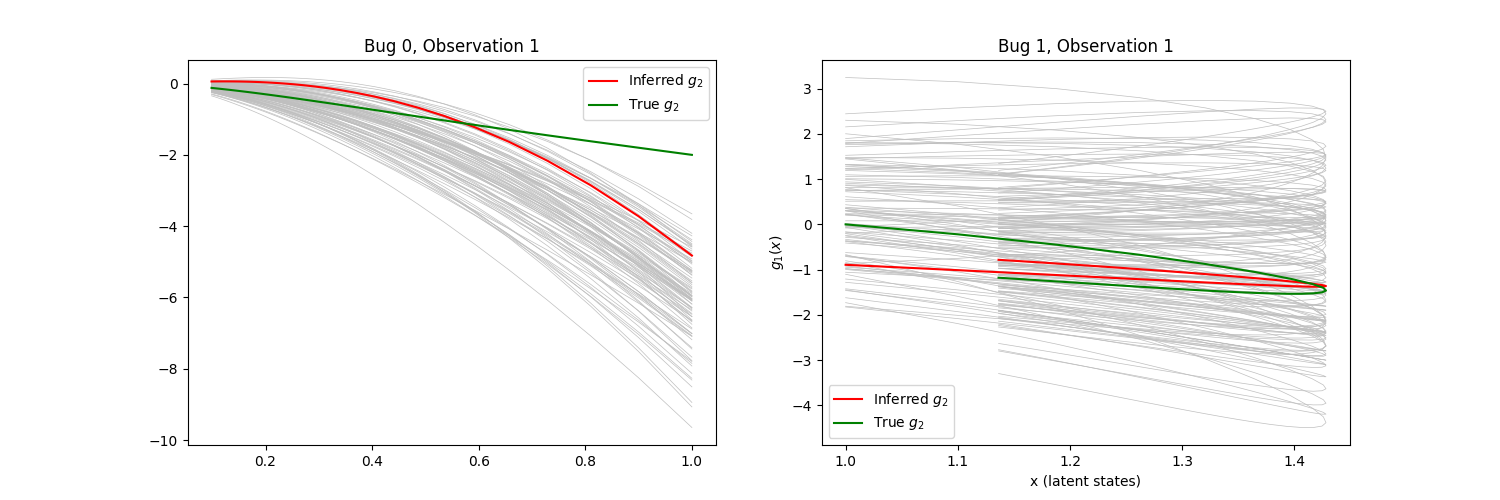 Bug 0, Observation 1
Inferred g₂
True g₂
0
−2
−4
−6
−8
−10
0.2 0.4 0.6 0.8 1.0
Bug 1, Observation 1
3
2
1
0
−1
−2
−3
−4
g₁(x)
Inferred g₂
True g₂
1.0 1.1 1.2 1.3 1.4
x (latent states)